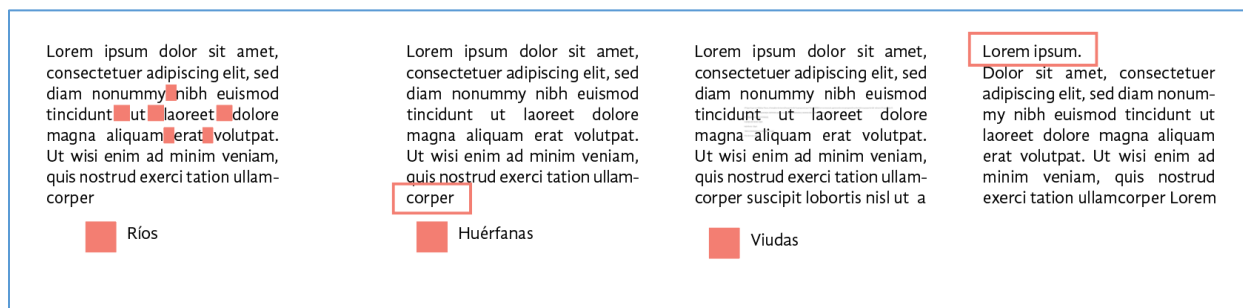 Lorem ipsum dolor sit amet,
consectetuer adipiscing elit, sed
diam nonummy nibh euismod
tincidunt ut laoreet dolore
magna aliquam erat volutpat.
Ut wisi enim ad minim veniam,
quis nostrud exerci tation ullam-
corper
Ríos
Lorem ipsum dolor sit amet,
consectetuer adipiscing elit, sed
diam nonummy nibh euismod
tincidunt ut laoreet dolore
magna aliquam erat volutpat.
Ut wisi enim ad minim veniam,
quis nostrud exerci tation ullam-
corper
Huérfanas
Lorem ipsum dolor sit amet,
consectetuer adipiscing elit, sed
diam nonummy nibh euismod
tincidunt ut laoreet dolore
magna aliquam erat volutpat.
Ut wisi enim ad minim veniam,
quis nostrud exerci tation ullam-
corper suscipit lobortis nisl ut a
Viudas
Lorem ipsum.
Dolor sit amet, consectetuer
adipiscing elit, sed diam nonum-
my nibh euismod tincidunt ut
laoreet dolore magna aliquam
erat volutpat. Ut wisi enim ad
minim veniam, quis nostrud
exerci tation ullamcorper Lorem